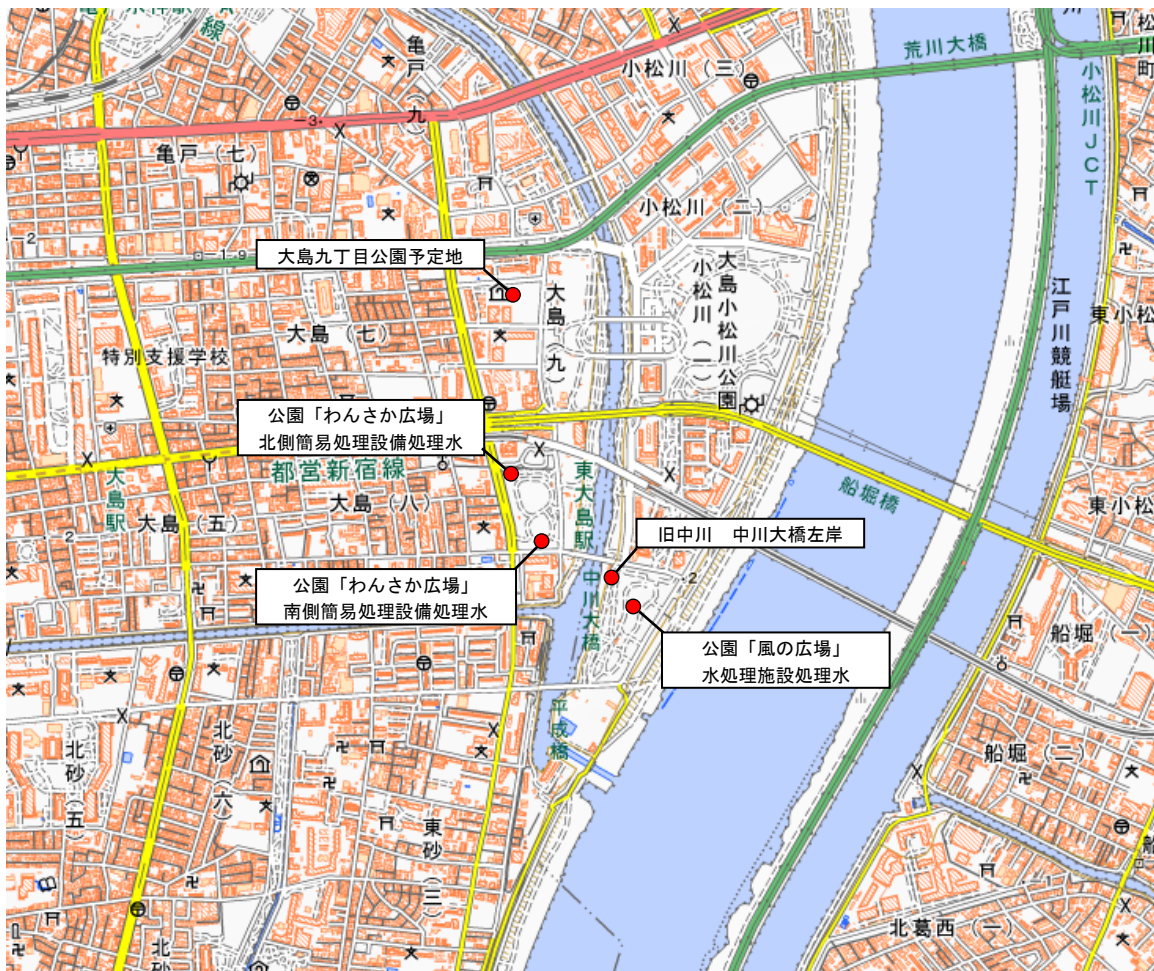 亀戸（九）
小松川（三）
荒川大橋
小松川JCT
松川町
亀戸（七）
小松川（二）
大島九丁目公園予定地
大島（九）
小松川（一）
大島小松川公園
江戸川競艇場
東小松
大島（七）
特別支援学校
公園「わんさか広場」
北側簡易処理設備処理水
都営新宿線
大島駅
大島（五）
大島（八）
東大島駅
船堀橋
東小松
旧中川　中川大橋左岸
公園「わんさか広場」
南側簡易処理設備処理水
中川大橋
公園「風の広場」
水処理施設処理水
船堀（一）
平成橋
北砂（五）
北砂（六）
東砂（三）
船堀（二）
船
北葛西（一）
北砂